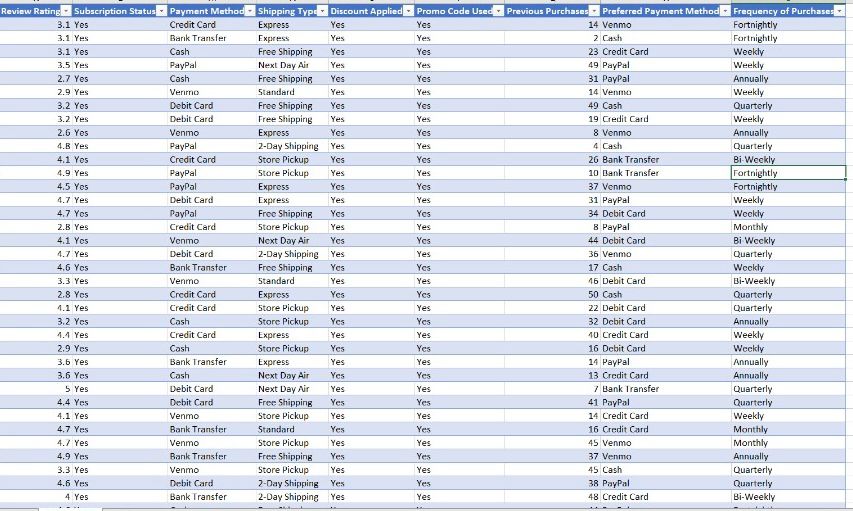 Review Rating Subscription Status Payment Method Shipping Type Discount Applied Promo Code Used Previous Purchases Preferred Payment Method Frequency of Purchases
3.1 Yes Credit Card Express Yes Yes 14 Venmo Fortnightly
3.1 Yes Bank Transfer Express Yes Yes 2 Cash Fortnightly
3.1 Yes Cash Free Shipping Yes Yes 23 Credit Card Weekly
3.5 Yes PayPal Next Day Air Yes Yes 49 PayPal Weekly
2.7 Yes Cash Free Shipping Yes Yes 31 PayPal Annually
2.9 Yes Venmo Standard Yes Yes 14 Venmo Weekly
3.2 Yes Debit Card Free Shipping Yes Yes 49 Cash Quarterly
3.2 Yes Debit Card Free Shipping Yes Yes 19 Credit Card Weekly
2.6 Yes Venmo Express Yes Yes 8 Venmo Annually
4.8 Yes PayPal 2-Day Shipping Yes Yes 4 Cash Quarterly
4.1 Yes Credit Card Store Pickup Yes Yes 26 Bank Transfer Bi-Weekly
4.9 Yes PayPal Store Pickup Yes Yes 10 Bank Transfer Fortnightly
4.5 Yes PayPal Express Yes Yes 37 Venmo Fortnightly
4.7 Yes Debit Card Express Yes Yes 31 PayPal Weekly
4.7 Yes PayPal Free Shipping Yes Yes 34 Debit Card Weekly
2.8 Yes Credit Card Store Pickup Yes Yes 8 PayPal Monthly
4.1 Yes Venmo Next Day Air Yes Yes 44 Debit Card Bi-Weekly
4.7 Yes Debit Card 2-Day Shipping Yes Yes 36 Venmo Quarterly
4.6 Yes Bank Transfer Free Shipping Yes Yes 17 Cash Weekly
3.3 Yes Venmo Standard Yes Yes 46 Debit Card Bi-Weekly
2.8 Yes Credit Card Express Yes Yes 50 Cash Quarterly
4.1 Yes Credit Card Store Pickup Yes Yes 22 Debit Card Quarterly
3.2 Yes Cash Store Pickup Yes Yes 32 Debit Card Annually
4.4 Yes Credit Card Express Yes Yes 40 Credit Card Weekly
2.9 Yes Cash Store Pickup Yes Yes 16 Debit Card Weekly
3.6 Yes Bank Transfer Express Yes Yes 14 PayPal Annually
3.6 Yes Cash Next Day Air Yes Yes 13 Credit Card Annually
5 Yes Debit Card Next Day Air Yes Yes 7 Bank Transfer Quarterly
4.4 Yes Debit Card Free Shipping Yes Yes 41 PayPal Quarterly
4.1 Yes Venmo Store Pickup Yes Yes 14 Credit Card Weekly
4.7 Yes Bank Transfer Standard Yes Yes 16 Credit Card Monthly
4.7 Yes Venmo Store Pickup Yes Yes 45 Venmo Monthly
4.9 Yes Bank Transfer Free Shipping Yes Yes 37 Venmo Annually
3.3 Yes Venmo Store Pickup Yes Yes 45 Cash Quarterly
4.6 Yes Debit Card 2-Day Shipping Yes Yes 38 PayPal Quarterly
4 Yes Bank Transfer 2-Day Shipping Yes Yes 48 Credit Card Bi-Weekly